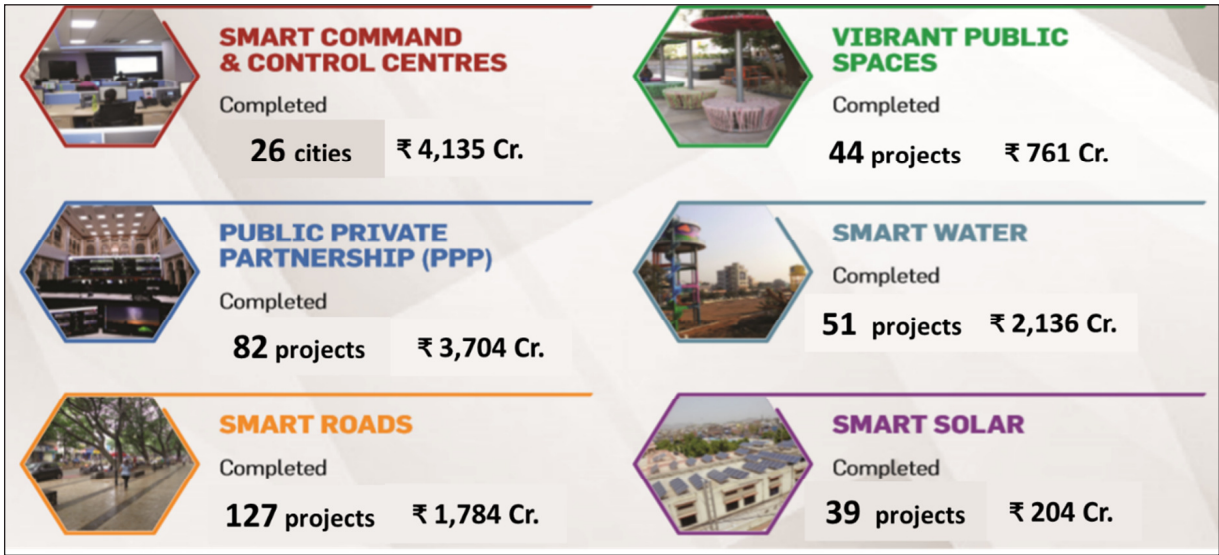 SMART COMMAND
& CONTROL CENTRES
Completed
26 cities ₹ 4,135 Cr.
VIBRANT PUBLIC
SPACES
Completed
44 projects ₹ 761 Cr.
PUBLIC PRIVATE
PARTNERSHIP (PPP)
Completed
82 projects ₹ 3,704 Cr.
SMART WATER
Completed
51 projects ₹ 2,136 Cr.
SMART ROADS
Completed
127 projects ₹ 1,784 Cr.
SMART SOLAR
Completed
39 projects ₹ 204 Cr.